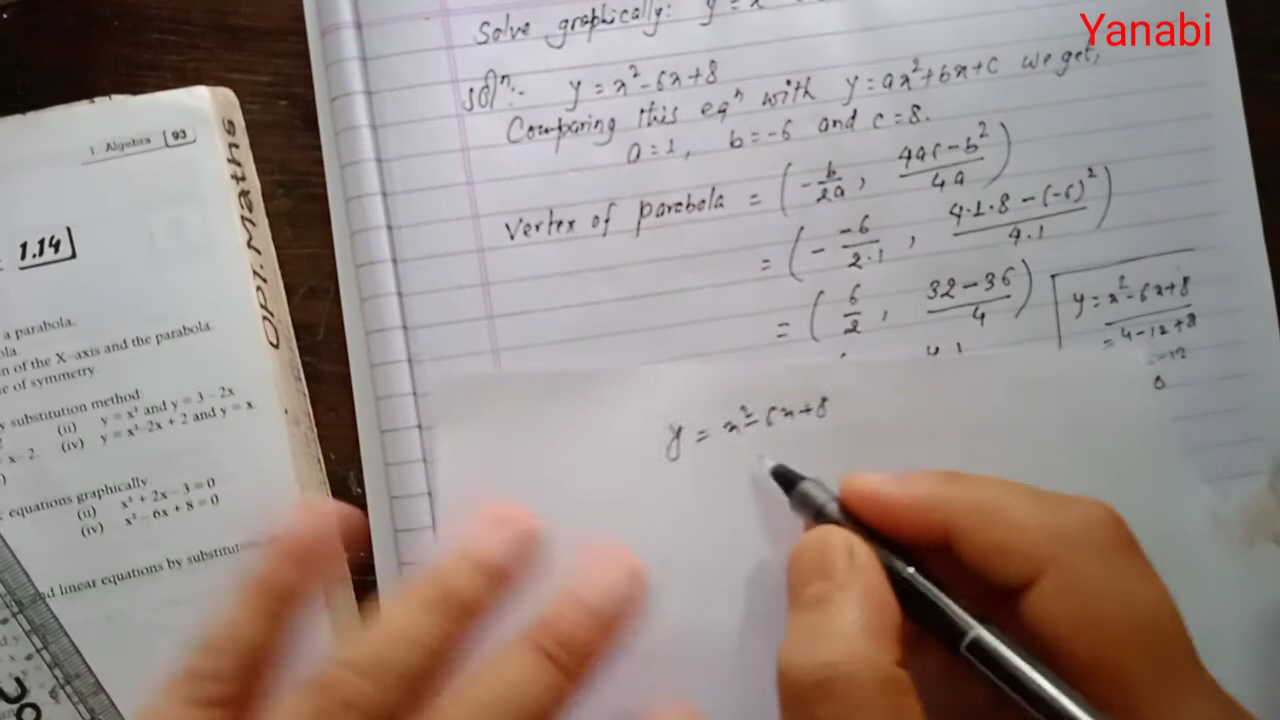 Yanabi
Solve graphically: y = x
Solⁿ:- y = x² - 6x + 8
Comparing this eqⁿ with y = ax² + bx + c we get,
a = 1, b = -6 and c = 8.
Vertex of parabola = (-b/2a, 4ac - b²/4a)
= (- -6/2·1, 4·1·8 - (-6)²/4·1)
= (6/2, 32 - 36/4)
y = x² - 6x + 8
= 4 - 12 + 8
-12
0
y = x² - 6x + 8
1 Algebra 93
1.14
OPT. Maths
a parabola.
n of the X-axis and the parabola.
e of symmetry
y substitution method
(ii) y = x² and y = 3 - 2x
x - 2 (iv) y = x² - 2x + 2 and y = x
equations graphically
(ii) x² + 2x - 3 = 0
(iv) x² - 6x + 8 = 0
linear equations by substitut